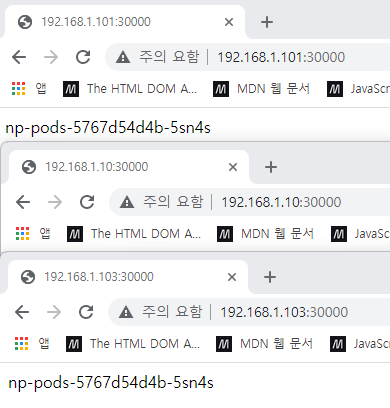 192.168.1.101:30000
주의 요함 192.168.1.101:30000
앱 M The HTML DOM A... M MDN 웹 문서 M JavaScr
np-pods-5767d54d4b-5sn4s
192.168.1.10:30000
주의 요함 192.168.1.10:30000
앱 M The HTML DOM A... M MDN 웹 문서 M Java
192.168.1.103:30000
주의 요함 192.168.1.103:30000
앱 M The HTML DOM A... M MDN 웹 문서 M JavaSc
np-pods-5767d54d4b-5sn4s